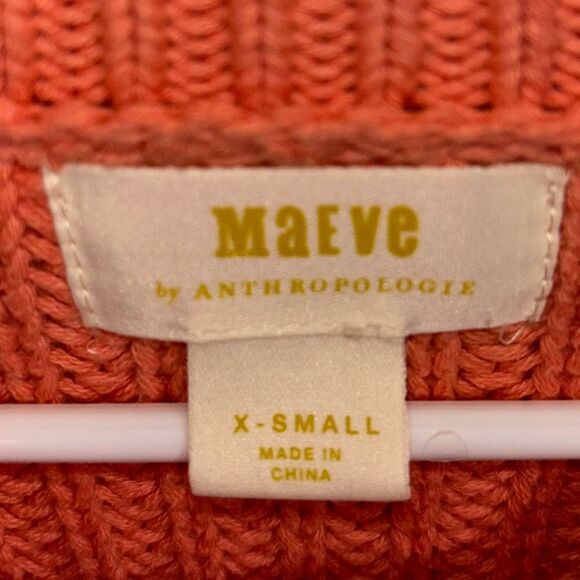 MaEVe
by ANTHROPOLOGIE
X-SMALL
MADE IN
CHINA